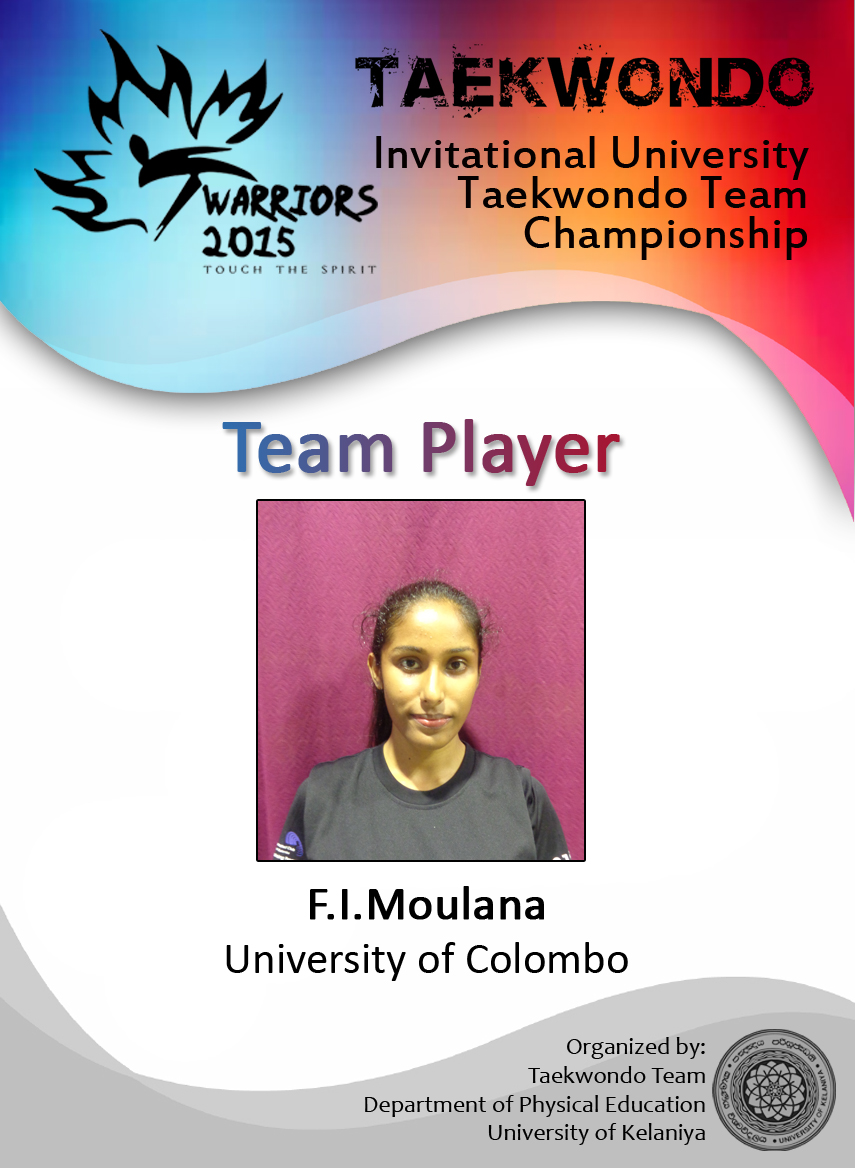 TAEKWONDO
Invitational University
Taekwondo Team
Championship
WARRIORS
2015
TOUCH THE SPIRIT
Team Player
F.I.Moulana
University of Colombo
Organized by:
Taekwondo Team
Department of Physical Education
University of Kelaniya
UNIVERSITY OF KELANIYA